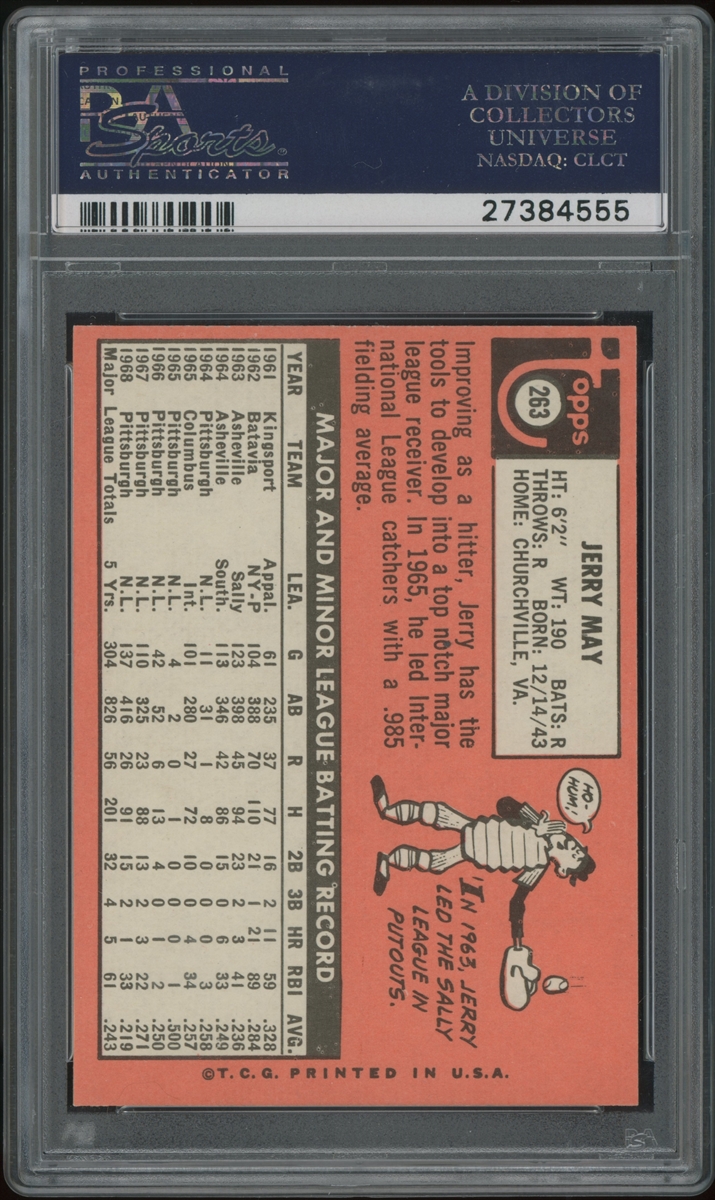 PROFESSIONAL
PSA
Sports
AUTHENTICATOR
A DIVISION OF
COLLECTORS
UNIVERSE
NASDAQ: CLCT
27384555
Topps
263
JERRY MAY
HT: 6'2" WT: 190 BATS: R
THROWS: R BORN: 12/14/43
HOME: CHURCHVILLE, VA.
Improving as a hitter, Jerry has the
tools to develop into a top notch major
league receiver. In 1965, he led Inter-
national League catchers with a .985
fielding average.
HO-
HUM!
IN 1963, JERRY
LED THE SALLY
LEAGUE IN
PUTOUTS.
MAJOR AND MINOR LEAGUE BATTING RECORD
YEAR TEAM LEA. G AB R H 2B 3B HR RBI AVG.
1961 Kingsport Appal. 61 235 37 77 16 2 11 59 .328
1962 Batavia NY-P 104 388 70 110 21 1 21 89 .284
1963 Asheville Sally 123 398 45 94 23 2 3 41 .236
1964 Asheville South. 113 346 42 86 15 0 6 33 .249
1964 Pittsburgh N.L. 11 31 1 8 0 0 0 3 .258
1965 Columbus Int. 101 280 27 72 10 0 4 34 .257
1965 Pittsburgh N.L. 4 2 0 1 0 0 0 1 .500
1966 Pittsburgh N.L. 42 52 6 13 4 0 1 2 .250
1967 Pittsburgh N.L. 110 325 23 88 13 2 3 22 .271
1968 Pittsburgh N.L. 137 416 26 91 15 2 1 33 .219
Major League Totals 5 Yrs. 304 826 56 201 32 4 5 61 .243
©T.C.G. PRINTED IN U.S.A.